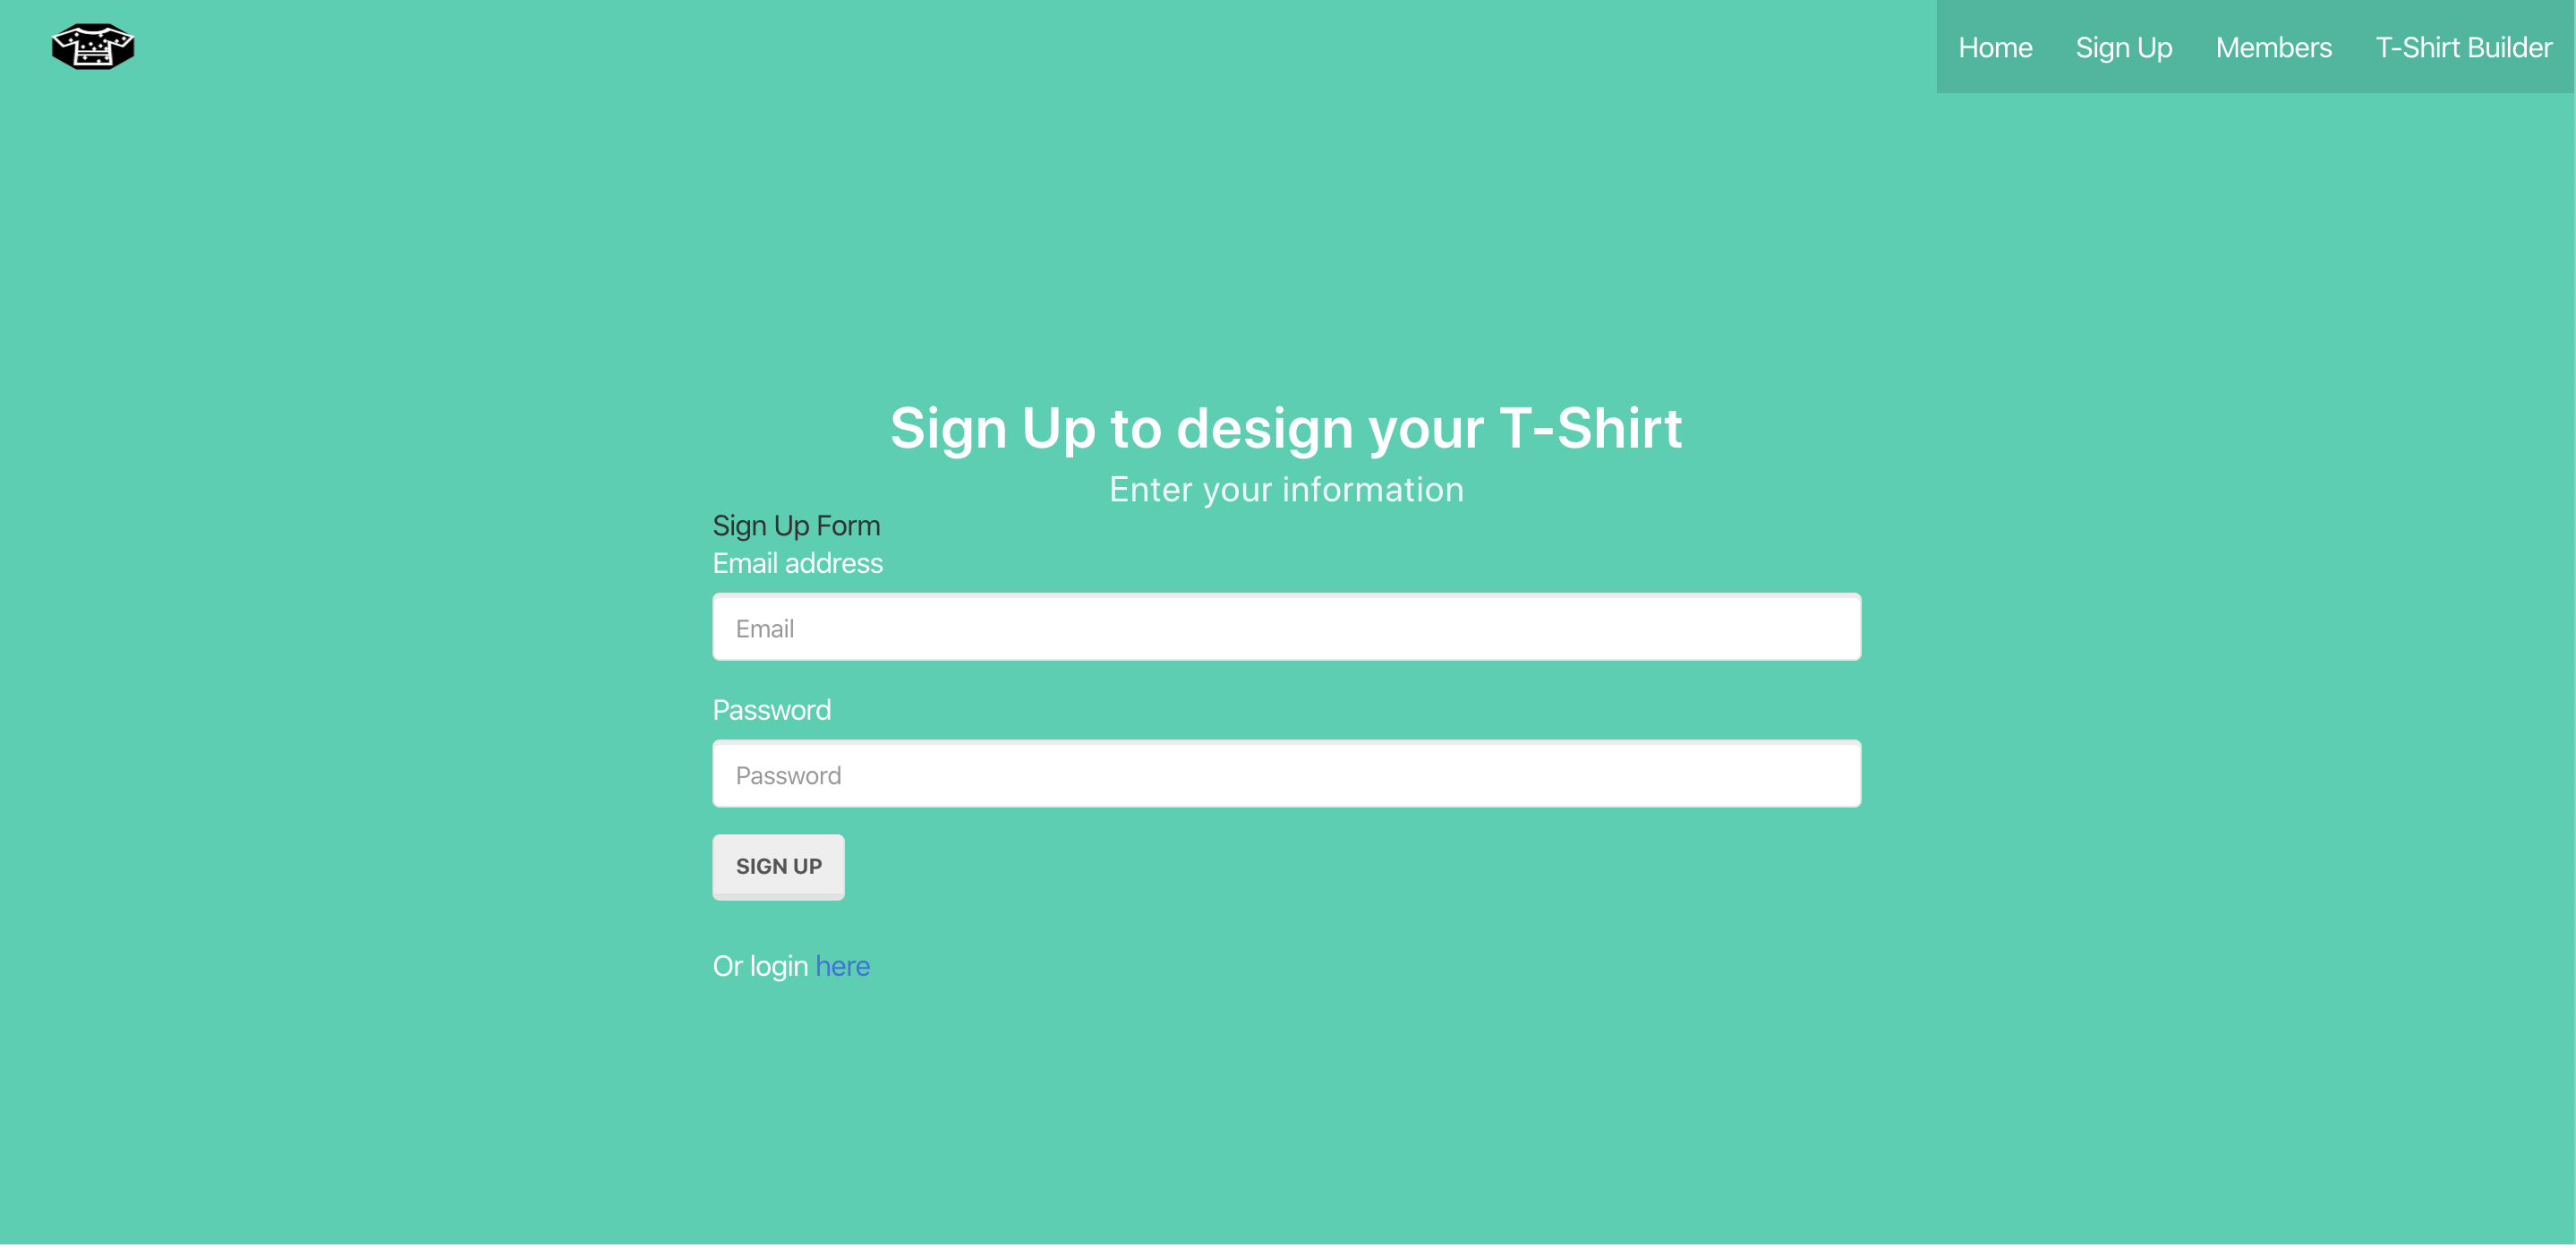 Home Sign Up Members T-Shirt Builder
Sign Up to design your T-Shirt
Enter your information
Sign Up Form
Email address
Email
Password
Password
SIGN UP
Or login here